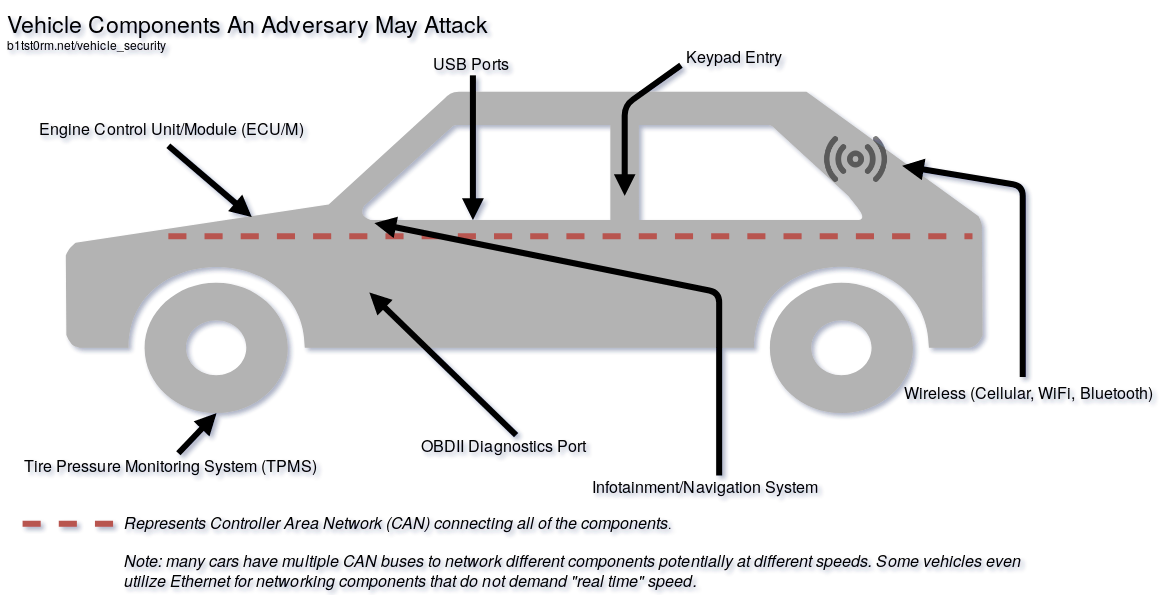 Vehicle Components An Adversary May Attack
b1tst0rm.net/vehicle_security
USB Ports
Keypad Entry
Engine Control Unit/Module (ECU/M)
Wireless (Cellular, WiFi, Bluetooth)
OBDII Diagnostics Port
Tire Pressure Monitoring System (TPMS)
Infotainment/Navigation System
Represents Controller Area Network (CAN) connecting all of the components.
Note: many cars have multiple CAN buses to network different components potentially at different speeds. Some vehicles even
utilize Ethernet for networking components that do not demand "real time" speed.